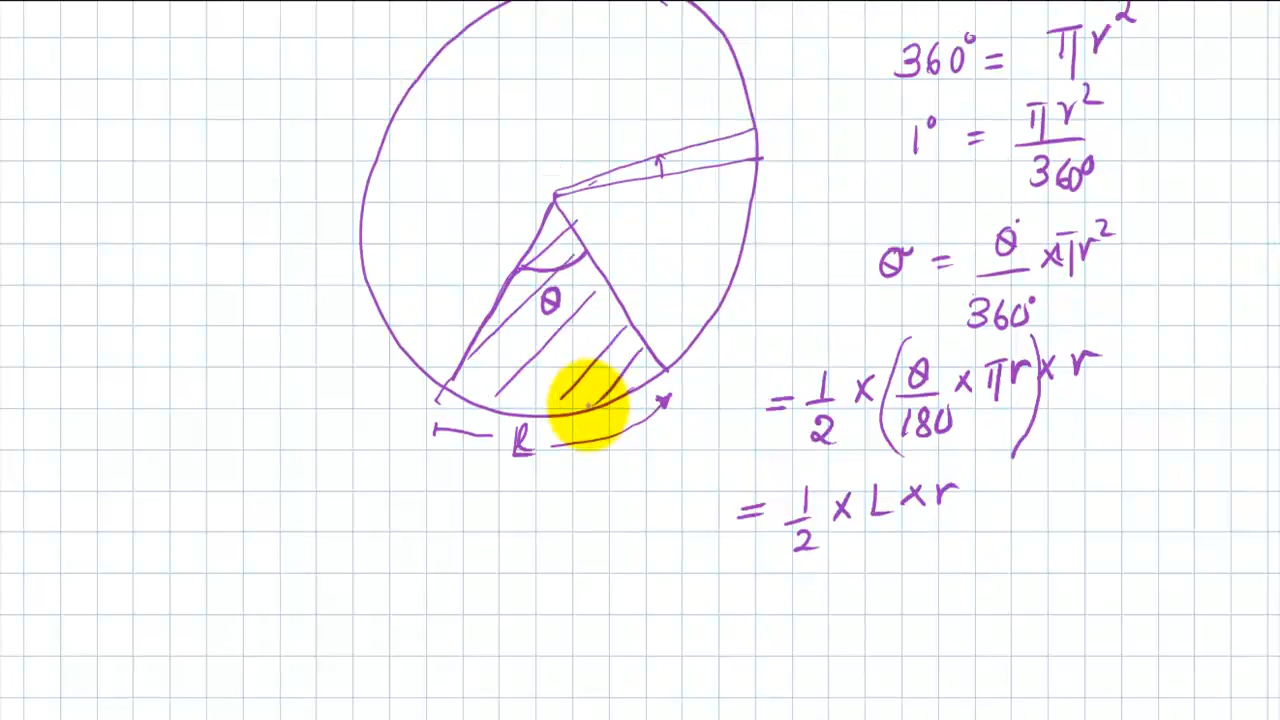 360° = πr²
1° = πr²/360°
θ° = θ/360° × πr²
= 1/2 × (θ/180 × πr) × r
= 1/2 × L × r
θ